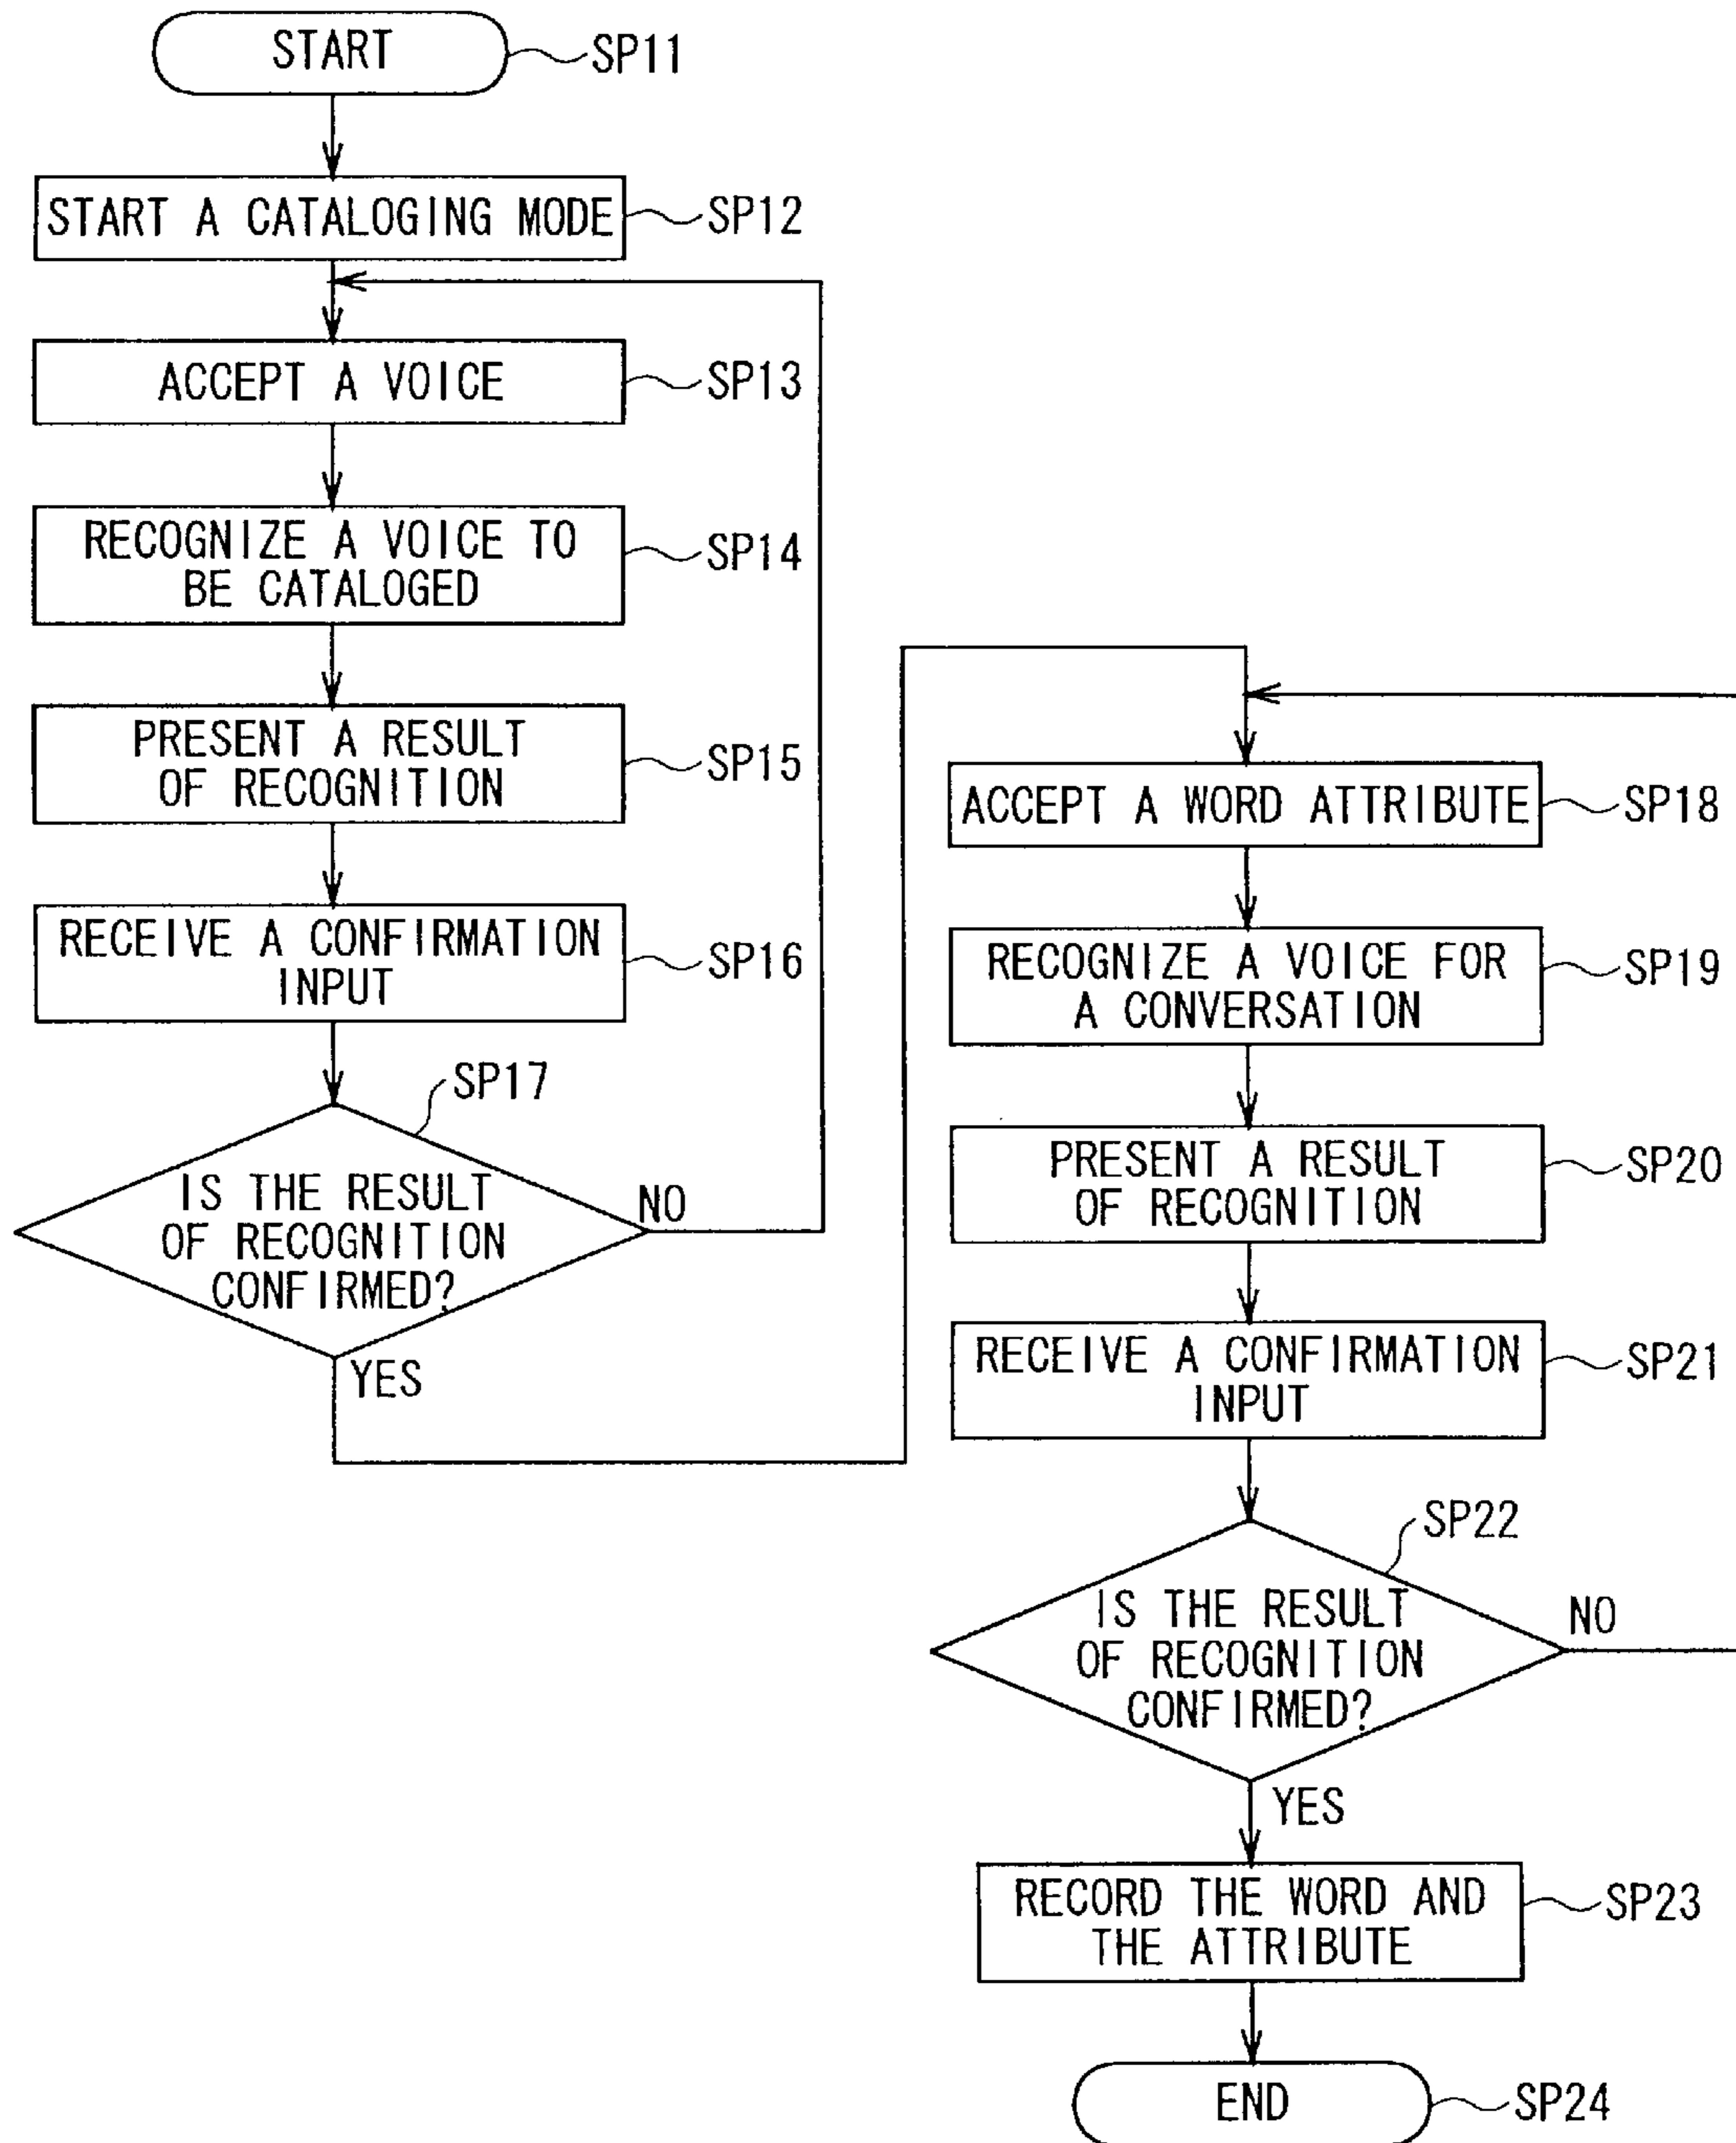 START
SP11
START A CATALOGING MODE
SP12
ACCEPT A VOICE
SP13
RECOGNIZE A VOICE TO
BE CATALOGED
SP14
PRESENT A RESULT
OF RECOGNITION
SP15
RECEIVE A CONFIRMATION
INPUT
SP16
SP17
IS THE RESULT
OF RECOGNITION
CONFIRMED?
NO
YES
ACCEPT A WORD ATTRIBUTE
SP18
RECOGNIZE A VOICE FOR
A CONVERSATION
SP19
PRESENT A RESULT
OF RECOGNITION
SP20
RECEIVE A CONFIRMATION
INPUT
SP21
SP22
IS THE RESULT
OF RECOGNITION
CONFIRMED?
NO
YES
RECORD THE WORD AND
THE ATTRIBUTE
SP23
END
SP24